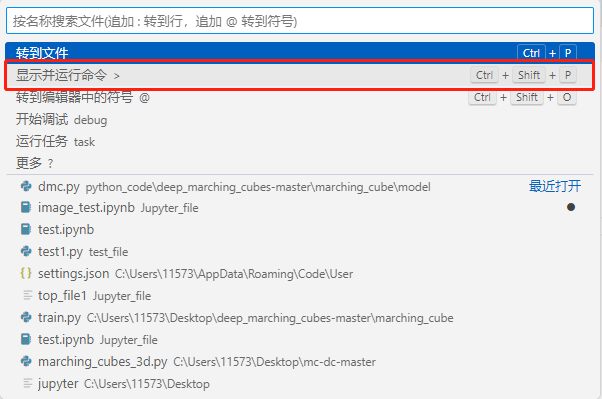 按名称搜索文件(追加 : 转到行，追加 @ 转到符号)
转到文件 Ctrl + P
显示并运行命令 > Ctrl + Shift + P
转到编辑器中的符号 @ Ctrl + Shift + O
开始调试 debug
运行任务 task
更多 ?
dmc.py python_code\deep_marching_cubes-master\marching_cube\model 最近打开
image_test.ipynb Jupyter_file
test.ipynb
test1.py test_file
settings.json C:\Users\11573\AppData\Roaming\Code\User
top_file1 Jupyter_file
train.py C:\Users\11573\Desktop\deep_marching_cubes-master\marching_cube
test.ipynb Jupyter_file
marching_cubes_3d.py C:\Users\11573\Desktop\mc-dc-master
jupyter C:\Users\11573\Desktop